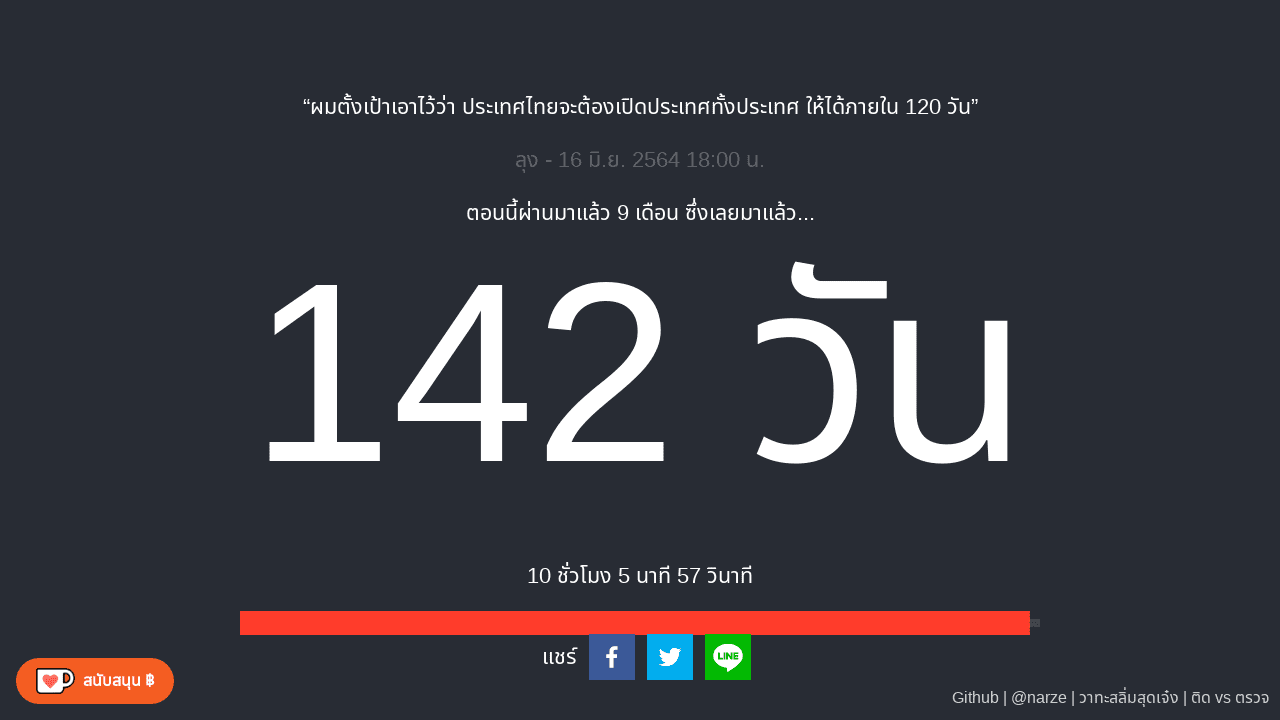 “ผมตั้งเป้าเอาไว้ว่า ประเทศไทยจะต้องเปิดประเทศทั้งประเทศ ให้ได้ภายใน 120 วัน”
ลุง - 16 มิ.ย. 2564 18:00 น.
ตอนนี้ผ่านมาแล้ว 9 เดือน ซึ่งเลยมาแล้ว...
142 วัน
10 ชั่วโมง 5 นาที 57 วินาที
แชร์ LINE
สนับสนุน ฿
Github | @narze | วาทะสลิ่มสุดเจ๋ง | ติด vs ตรวจ